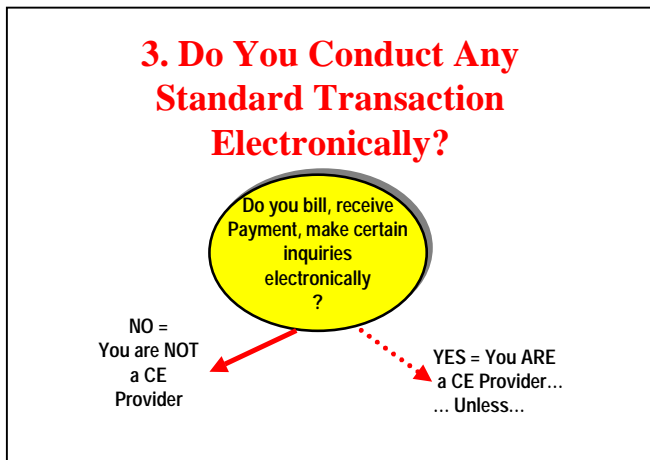 3. Do You Conduct Any
Standard Transaction
Electronically?
Do you bill, receive
Payment, make certain
inquiries
electronically
?
NO =
You are NOT
a CE
Provider
YES = You ARE
a CE Provider…
… Unless…